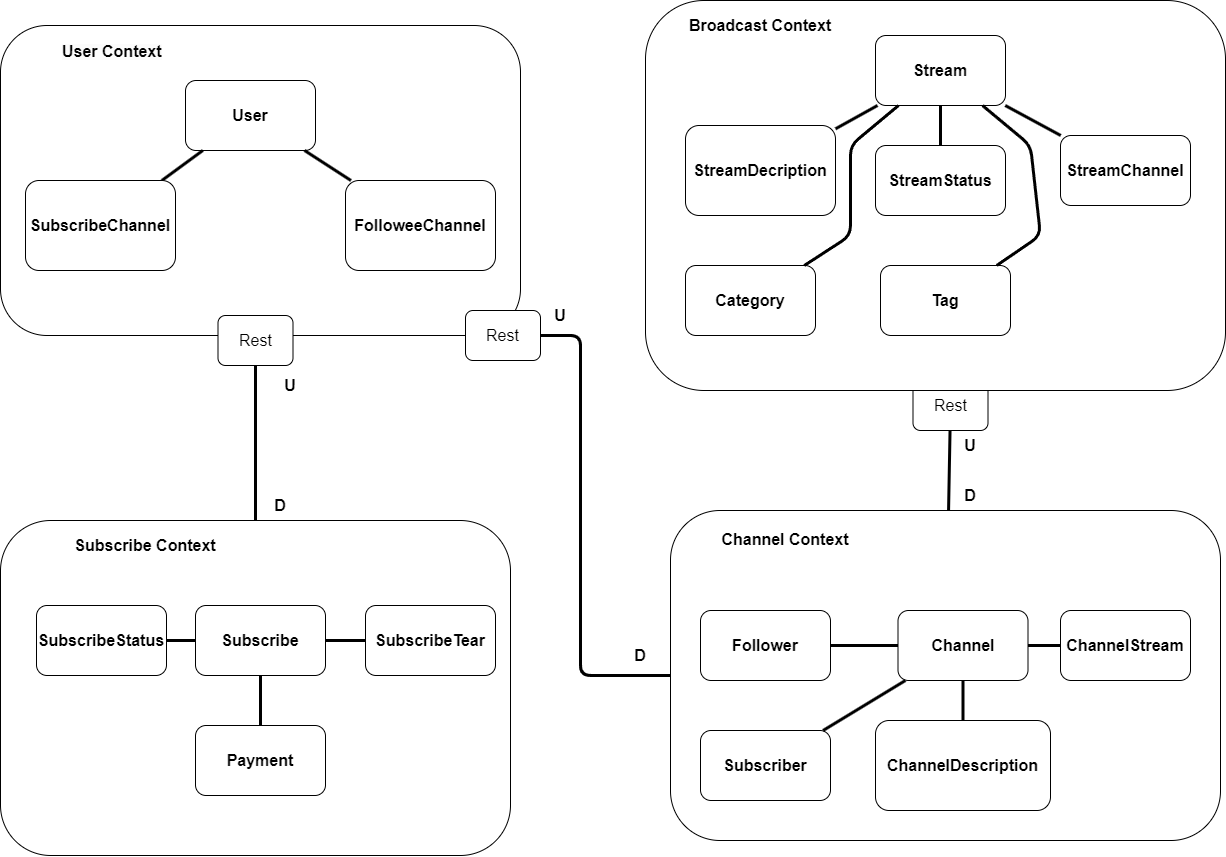 User Context
User
SubscribeChannel
FolloweeChannel
Rest
Rest
U
U
D
Broadcast Context
Stream
StreamDecription
StreamStatus
StreamChannel
Category
Tag
Rest
U
D
Subscribe Context
SubscribeStatus
Subscribe
SubscribeTear
Payment
D
Channel Context
Follower
Channel
ChannelStream
Subscriber
ChannelDescription